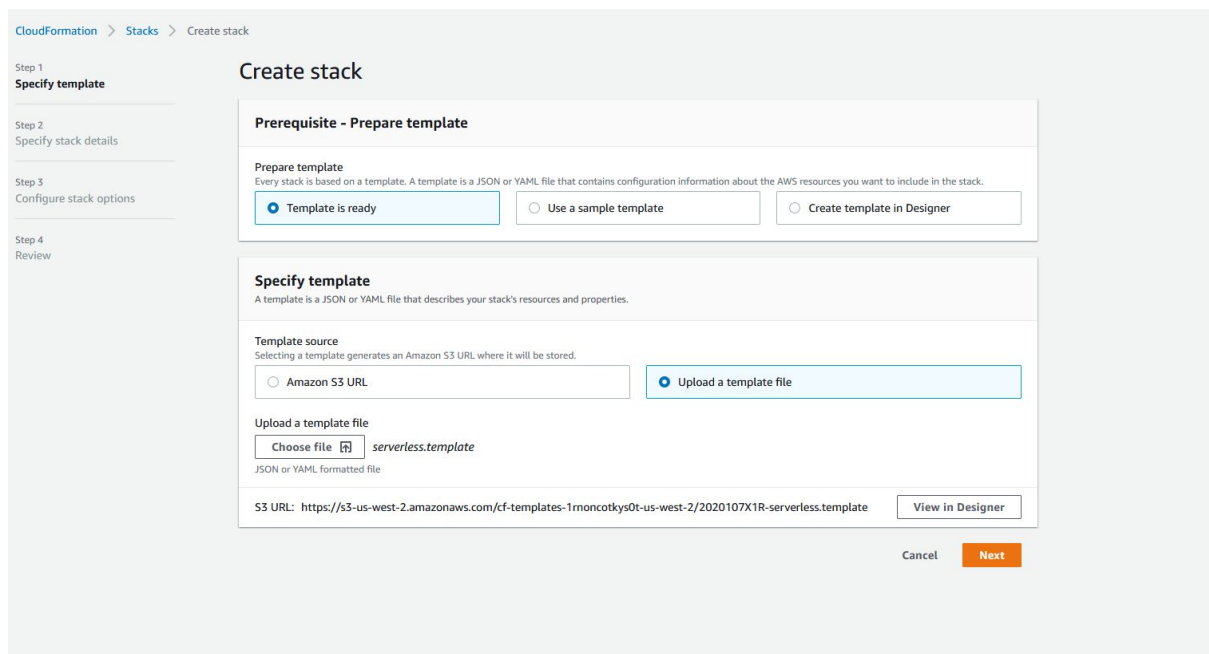 CloudFormation > Stacks > Create stack
Step 1
Specify template
Step 2
Specify stack details
Step 3
Configure stack options
Step 4
Review
Create stack
Prerequisite - Prepare template
Prepare template
Every stack is based on a template. A template is a JSON or YAML file that contains configuration information about the AWS resources you want to include in the stack.
Template is ready
Use a sample template
Create template in Designer
Specify template
A template is a JSON or YAML file that describes your stack's resources and properties.
Template source
Selecting a template generates an Amazon S3 URL where it will be stored.
Amazon S3 URL
Upload a template file
Upload a template file
Choose file serverless.template
JSON or YAML formatted file
S3 URL: https://s3-us-west-2.amazonaws.com/cf-templates-1rnoncotkys0t-us-west-2/2020107X1R-serverless.template View in Designer
Cancel Next